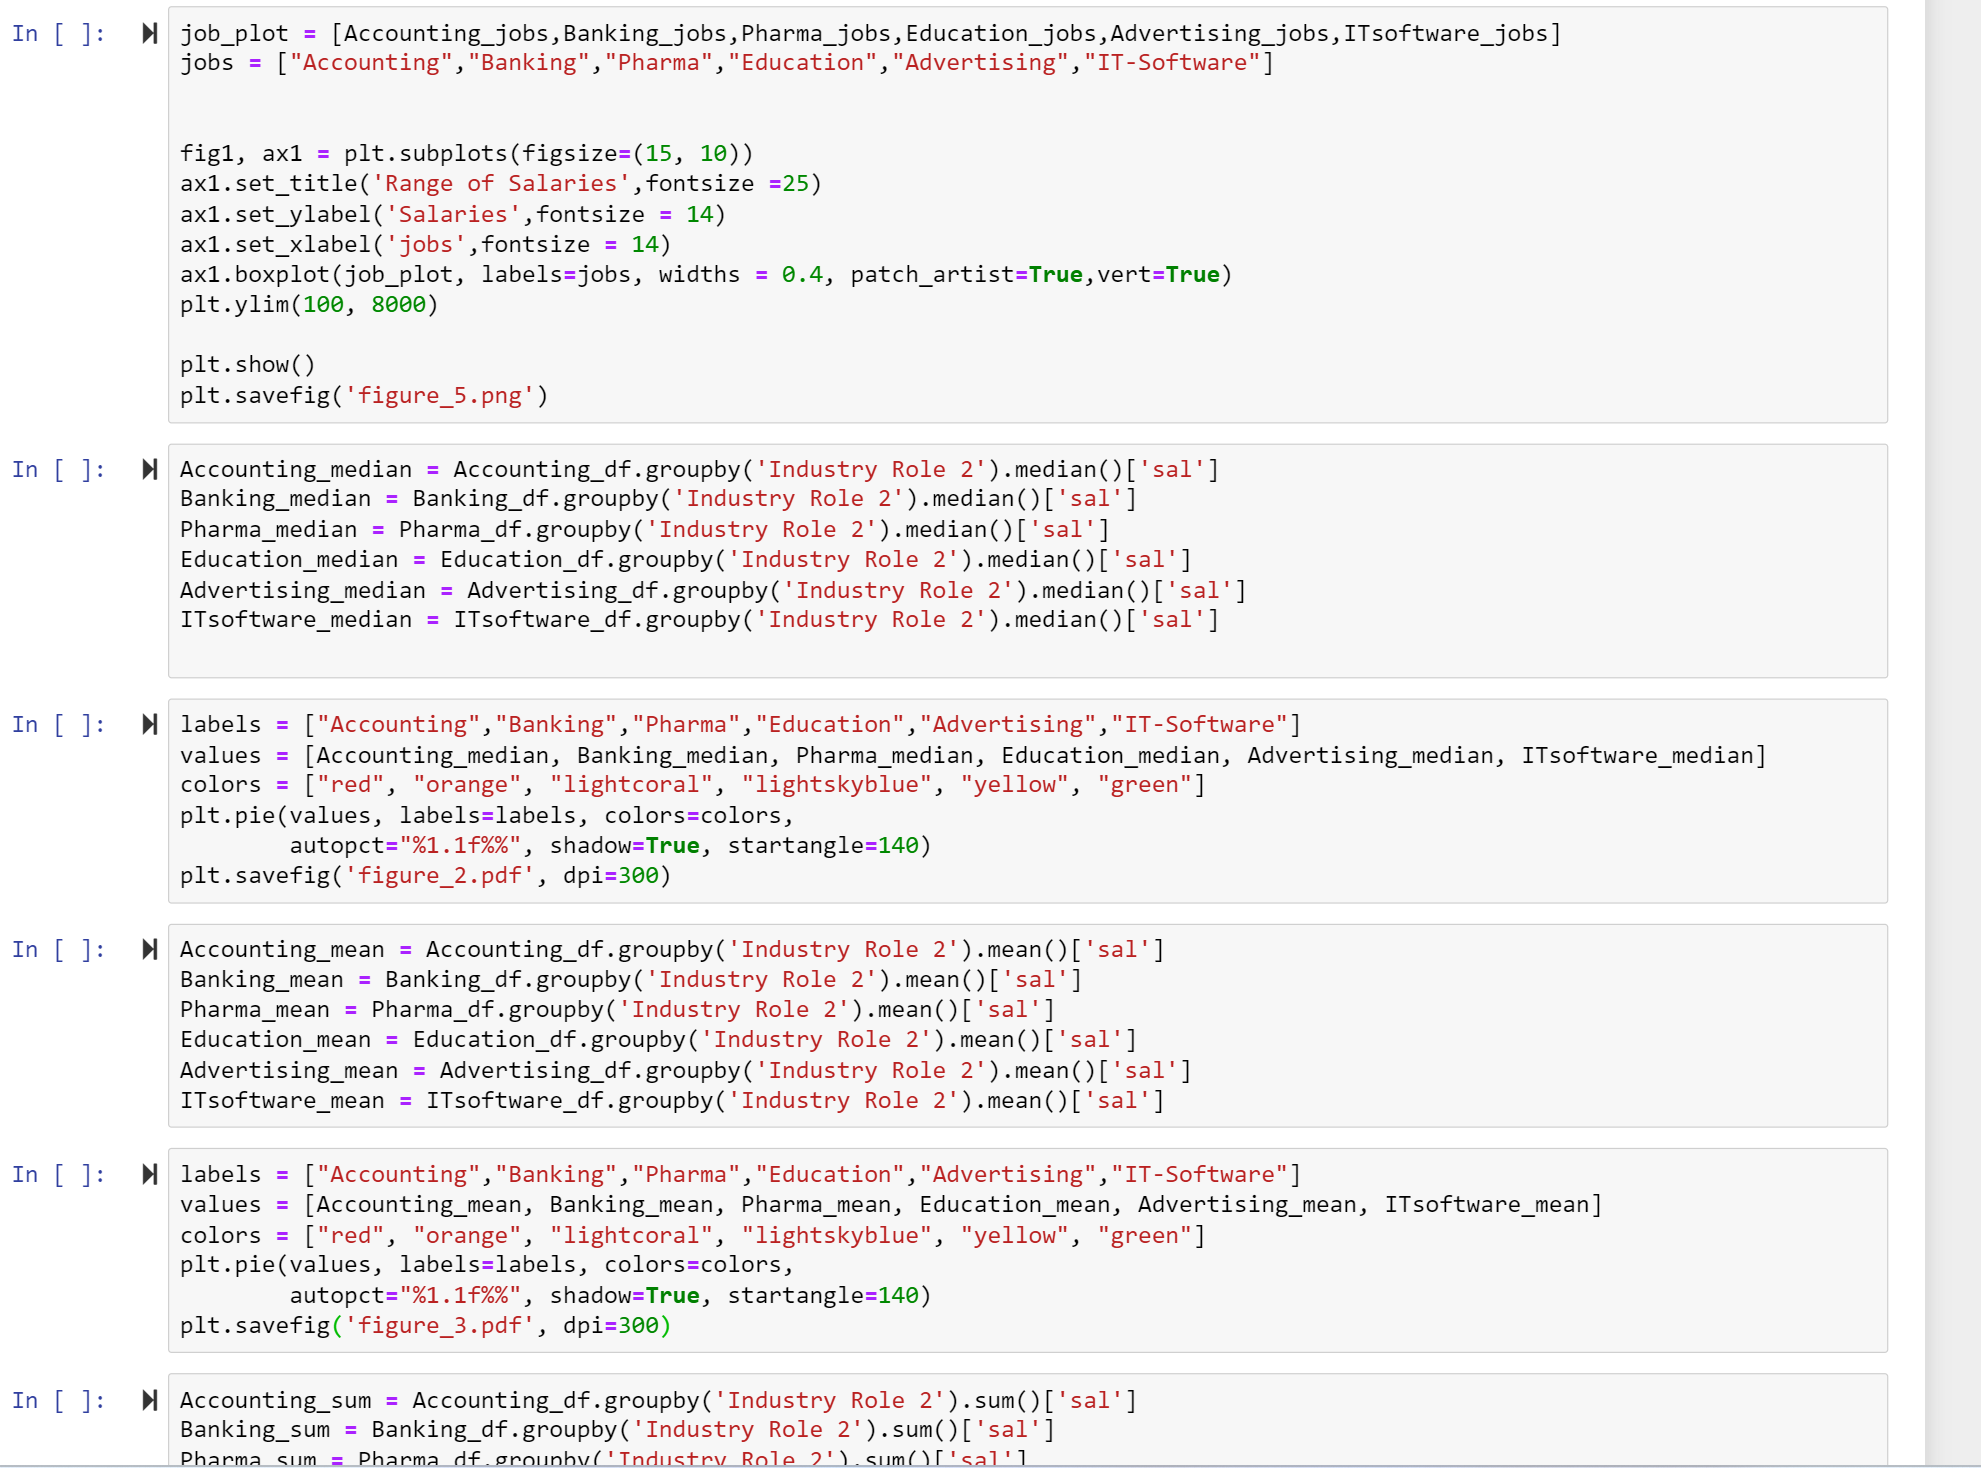 In [ ]:
job_plot = [Accounting_jobs,Banking_jobs,Pharma_jobs,Education_jobs,Advertising_jobs,ITsoftware_jobs]
jobs = ["Accounting","Banking","Pharma","Education","Advertising","IT-Software"]
fig1, ax1 = plt.subplots(figsize=(15, 10))
ax1.set_title('Range of Salaries',fontsize =25)
ax1.set_ylabel('Salaries',fontsize = 14)
ax1.set_xlabel('jobs',fontsize = 14)
ax1.boxplot(job_plot, labels=jobs, widths = 0.4, patch_artist=True,vert=True)
plt.ylim(100, 8000)
plt.show()
plt.savefig('figure_5.png')
In [ ]:
Accounting_median = Accounting_df.groupby('Industry Role 2').median()['sal']
Banking_median = Banking_df.groupby('Industry Role 2').median()['sal']
Pharma_median = Pharma_df.groupby('Industry Role 2').median()['sal']
Education_median = Education_df.groupby('Industry Role 2').median()['sal']
Advertising_median = Advertising_df.groupby('Industry Role 2').median()['sal']
ITsoftware_median = ITsoftware_df.groupby('Industry Role 2').median()['sal']
In [ ]:
labels = ["Accounting","Banking","Pharma","Education","Advertising","IT-Software"]
values = [Accounting_median, Banking_median, Pharma_median, Education_median, Advertising_median, ITsoftware_median]
colors = ["red", "orange", "lightcoral", "lightskyblue", "yellow", "green"]
plt.pie(values, labels=labels, colors=colors,
autopct="%1.1f%%", shadow=True, startangle=140)
plt.savefig('figure_2.pdf', dpi=300)
In [ ]:
Accounting_mean = Accounting_df.groupby('Industry Role 2').mean()['sal']
Banking_mean = Banking_df.groupby('Industry Role 2').mean()['sal']
Pharma_mean = Pharma_df.groupby('Industry Role 2').mean()['sal']
Education_mean = Education_df.groupby('Industry Role 2').mean()['sal']
Advertising_mean = Advertising_df.groupby('Industry Role 2').mean()['sal']
ITsoftware_mean = ITsoftware_df.groupby('Industry Role 2').mean()['sal']
In [ ]:
labels = ["Accounting","Banking","Pharma","Education","Advertising","IT-Software"]
values = [Accounting_mean, Banking_mean, Pharma_mean, Education_mean, Advertising_mean, ITsoftware_mean]
colors = ["red", "orange", "lightcoral", "lightskyblue", "yellow", "green"]
plt.pie(values, labels=labels, colors=colors,
autopct="%1.1f%%", shadow=True, startangle=140)
plt.savefig('figure_3.pdf', dpi=300)
In [ ]:
Accounting_sum = Accounting_df.groupby('Industry Role 2').sum()['sal']
Banking_sum = Banking_df.groupby('Industry Role 2').sum()['sal']
Pharma_sum = Pharma_df.groupby('Industry Role 2').sum()['sal']